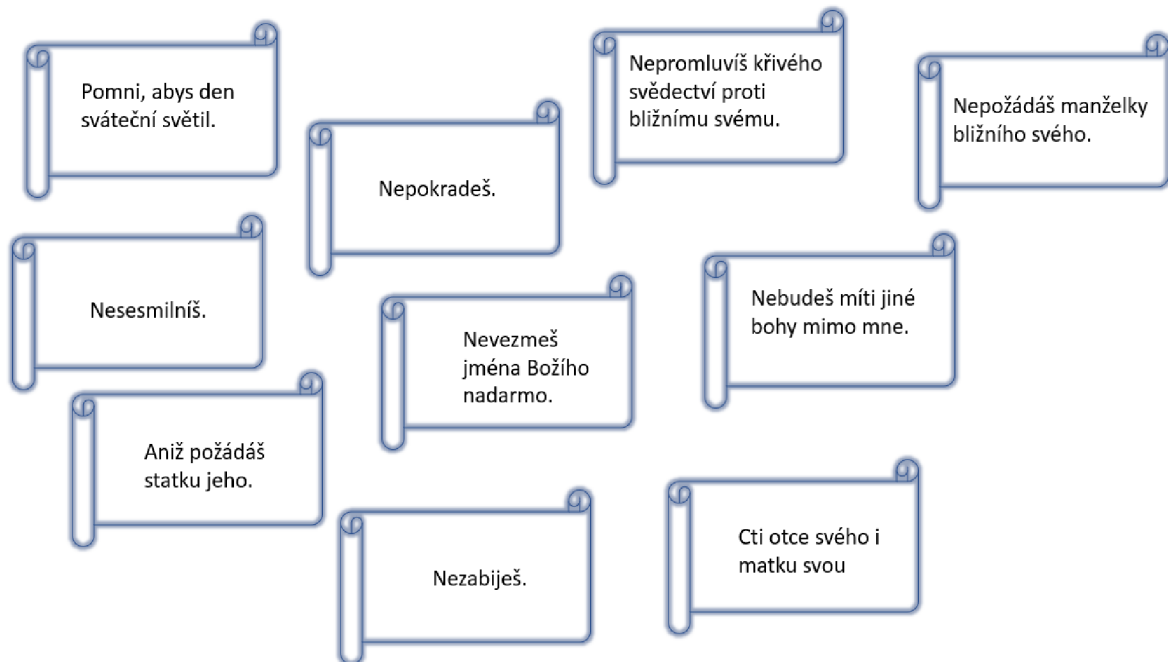 Pomni, abys den
sváteční světil.
Nepokradeš.
Nepromluvíš křivého
svědectví proti
bližnímu svému.
Nepožádáš manželky
bližního svého.
Nesesmilníš.
Nevezmeš
jména Božího
nadarmo.
Nebudeš míti jiné
bohy mimo mne.
Aniž požádáš
statku jeho.
Nezabiješ.
Cti otce svého i
matku svou